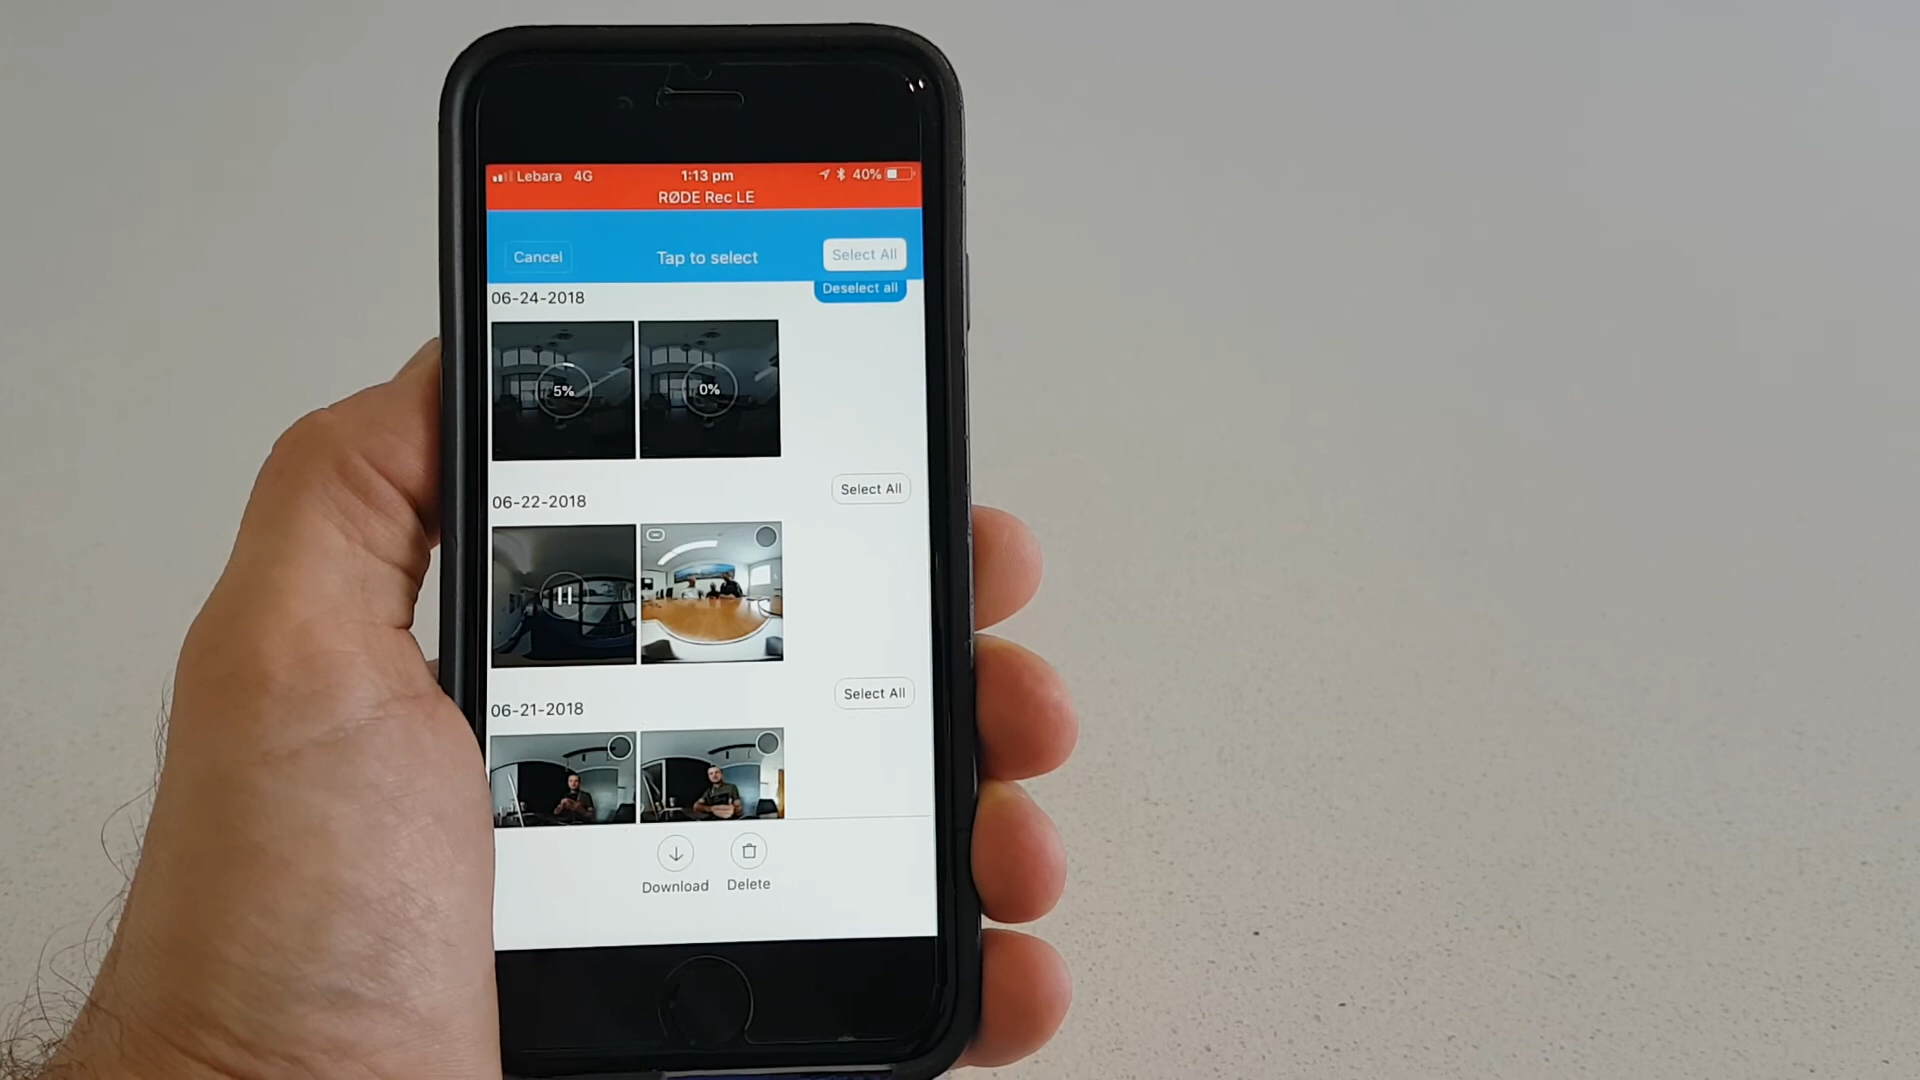 Lebara 4G 1:13 pm 40%
RØDE Rec LE
Cancel Tap to select Select All
06-24-2018 Deselect all
5% 0%
06-22-2018 Select All
06-21-2018 Select All
Download Delete